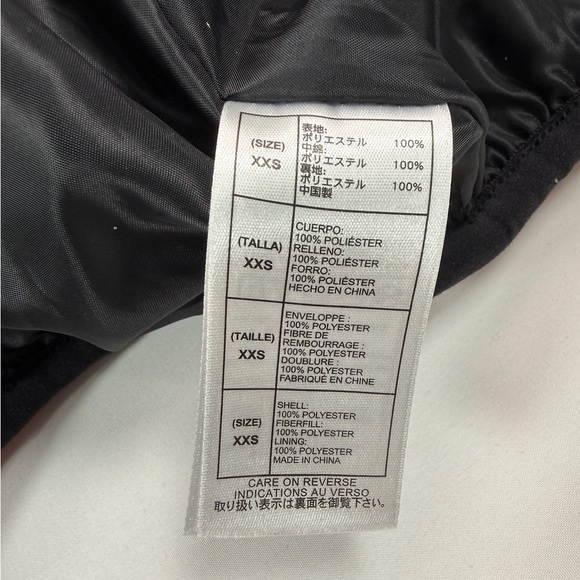 (SIZE)
XXS
表地:
ポリエステル 100%
中綿:
ポリエステル 100%
裏地:
ポリエステル 100%
中国製
(TALLA)
XXS
CUERPO:
100% POLIÉSTER
RELLENO:
100% POLIÉSTER
FORRO:
100% POLIÉSTER
HECHO EN CHINA
(TAILLE)
XXS
ENVELOPPE :
100% POLYESTER
FIBRE DE
REMBOURRAGE :
100% POLYESTER
DOUBLURE :
100% POLYESTER
FABRIQUÉ EN CHINE
(SIZE)
XXS
SHELL:
100% POLYESTER
FIBERFILL:
100% POLYESTER
LINING:
100% POLYESTER
MADE IN CHINA
CARE ON REVERSE
INDICATIONS AU VERSO
取り扱い表示は裏面を御覧下さい。